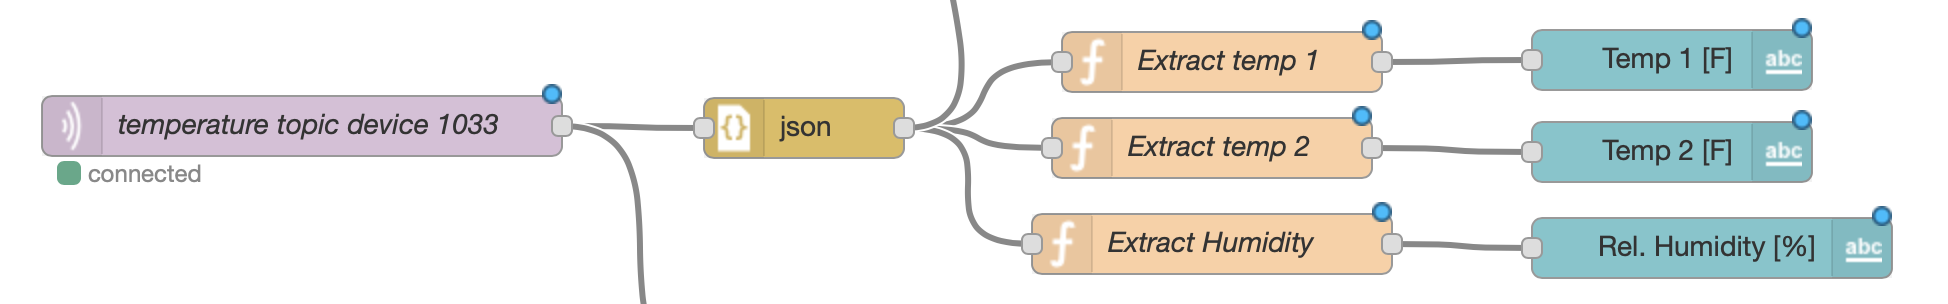 temperature topic device 1033
connected
{} json
Extract temp 1
Temp 1 [F] abc
Extract temp 2
Temp 2 [F] abc
Extract Humidity
Rel. Humidity [%] abc